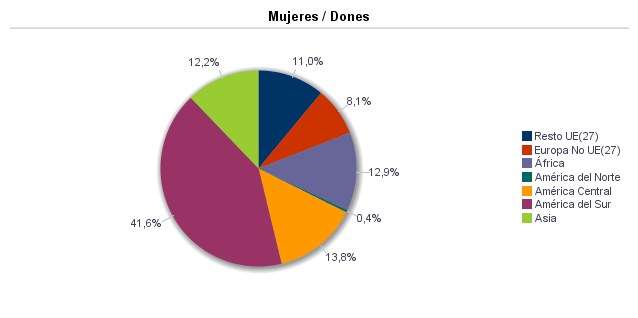 Mujeres / Dones
12,2%
11,0%
8,1%
12,9%
0,4%
13,8%
41,6%
Resto UE(27)
Europa No UE(27)
África
América del Norte
América Central
América del Sur
Asia